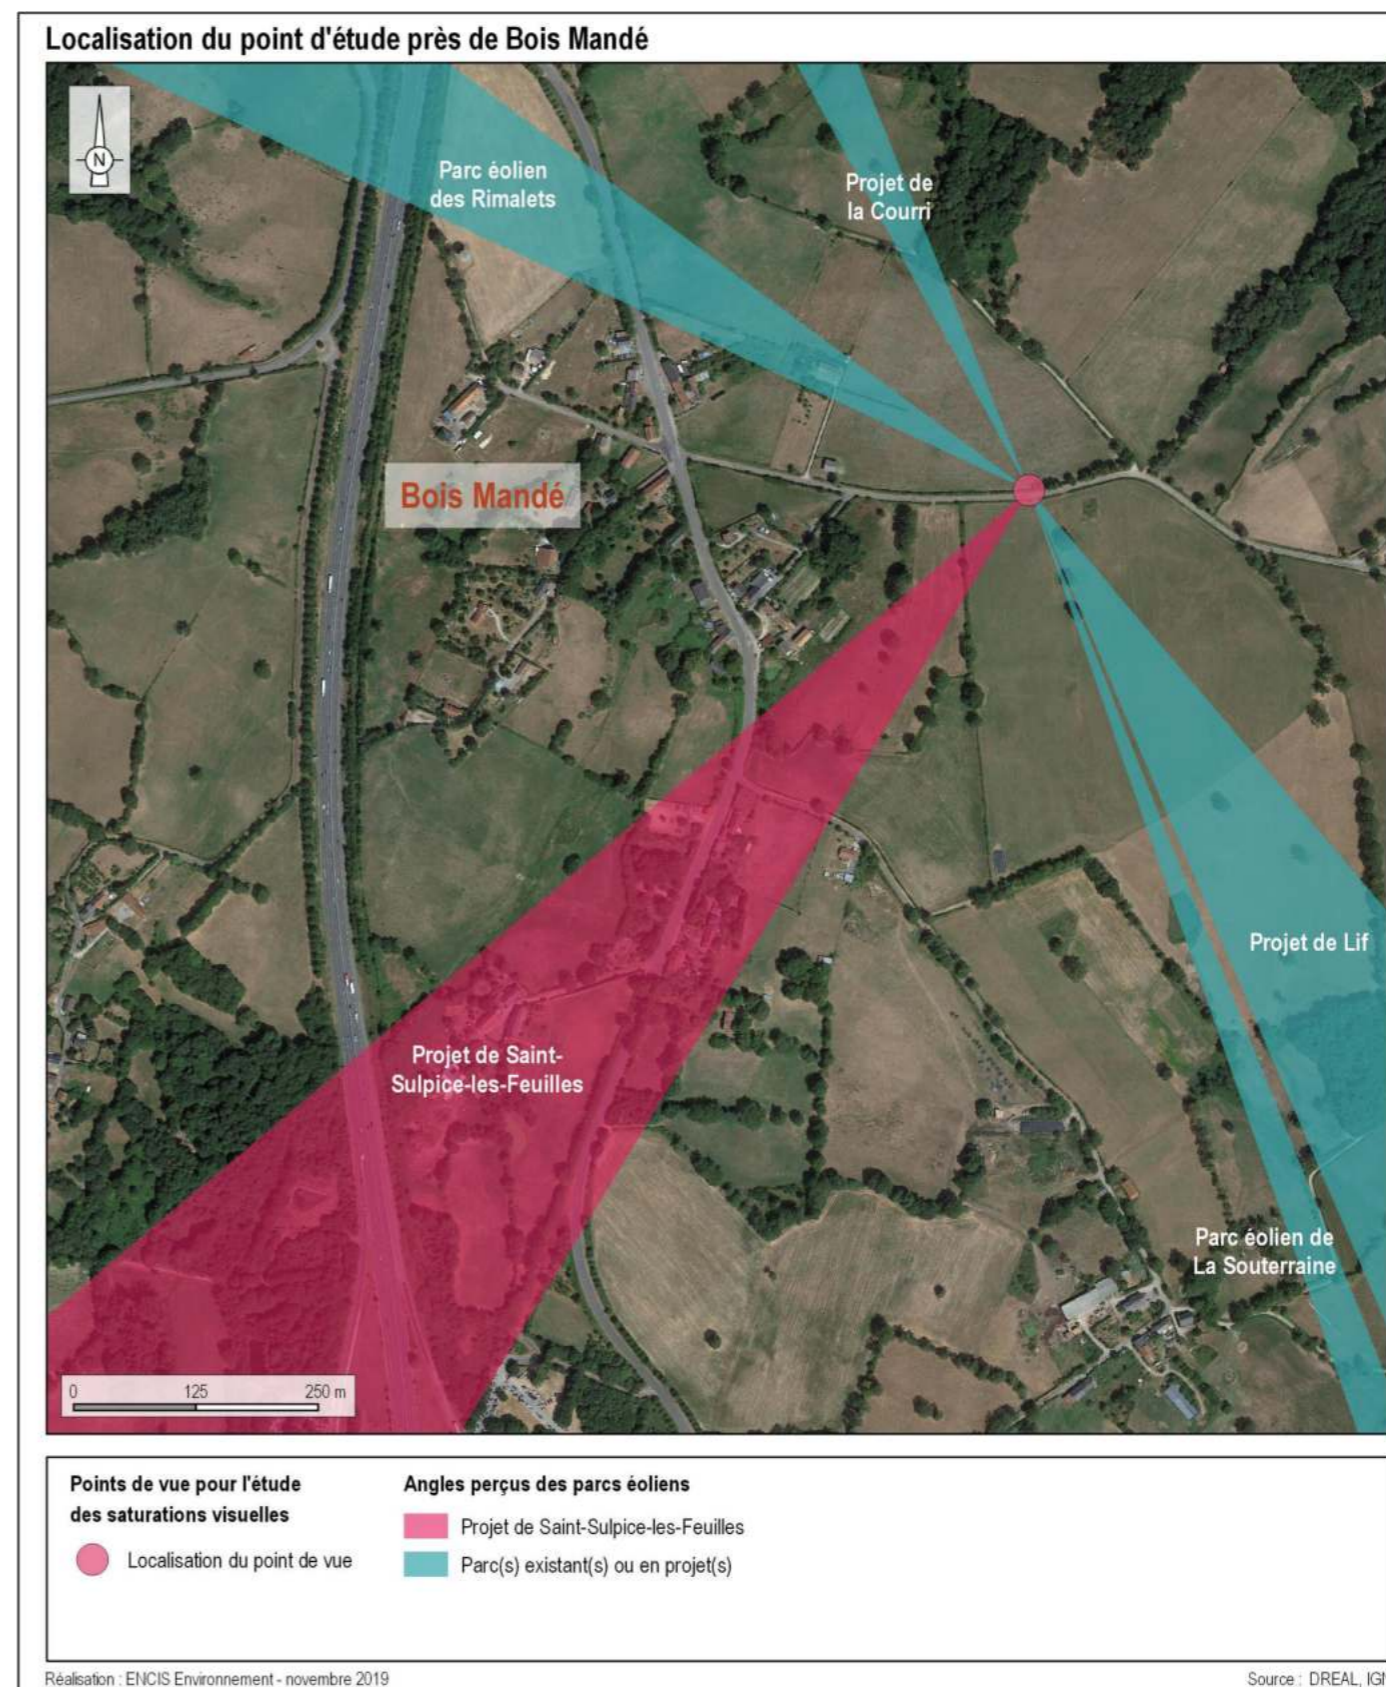 Localisation du point d'étude près de Bois Mandé
N
Parc éolien
des Rimalets
Projet de
la Courri
Bois Mandé
Projet de Lif
Projet de Saint-
Sulpice-les-Feuilles
Parc éolien de
La Souterraine
0 125 250 m
Points de vue pour l'étude
des saturations visuelles
Localisation du point de vue
Angles perçus des parcs éoliens
Projet de Saint-Sulpice-les-Feuilles
Parc(s) existant(s) ou en projet(s)
Réalisation : ENCIS Environnement - novembre 2019
Source : DREAL,